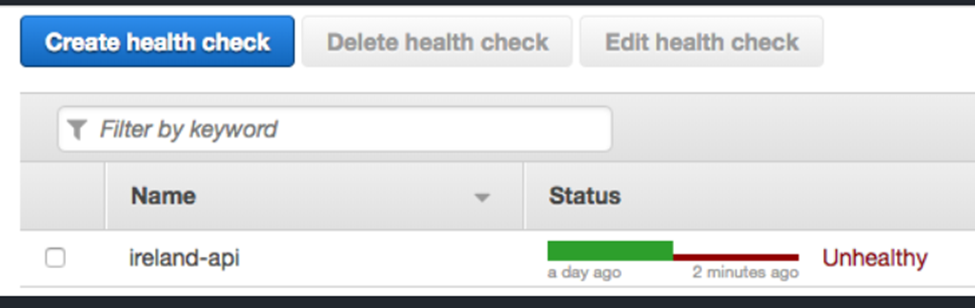 Create health check Delete health check Edit health check
Filter by keyword
Name Status
ireland-api Unhealthy
a day ago 2 minutes ago